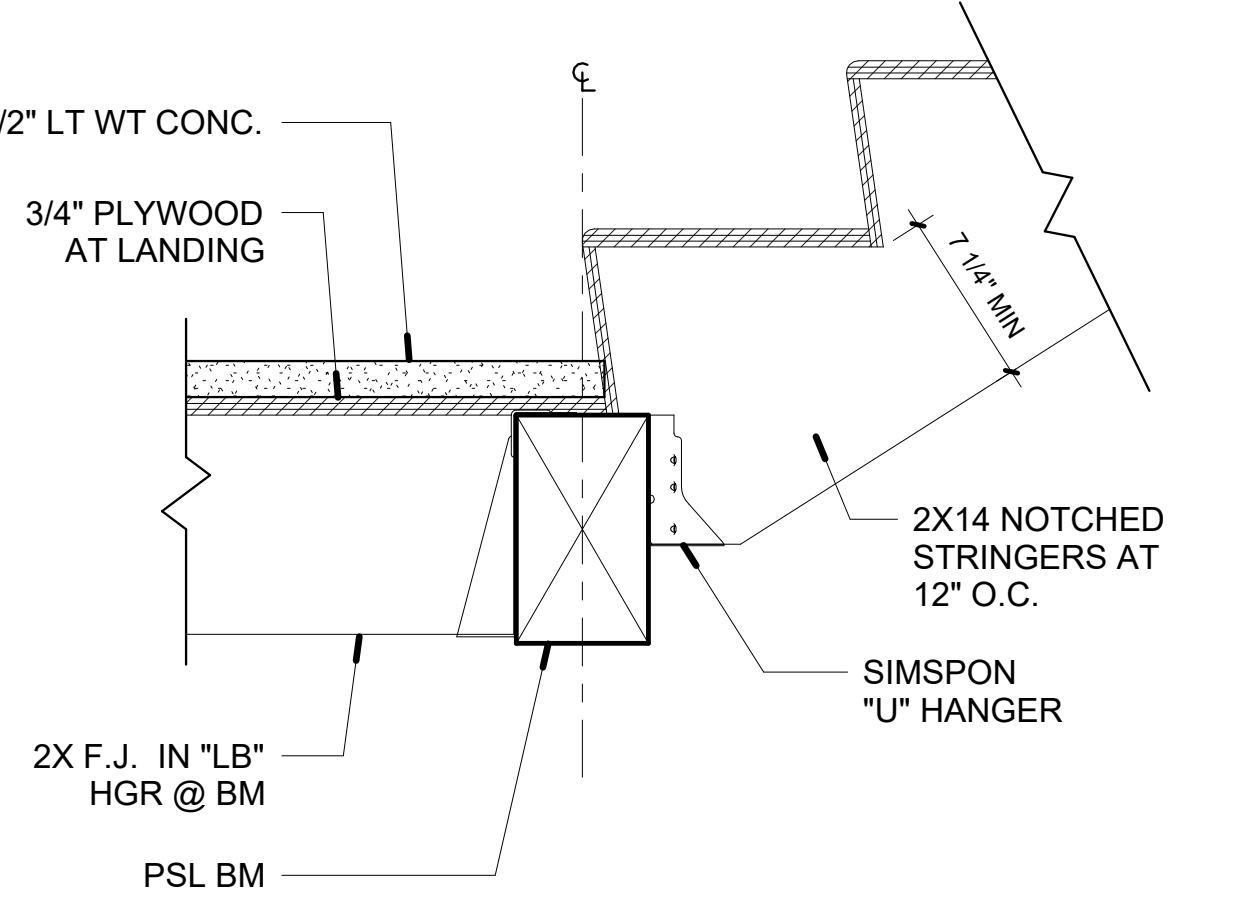 ℄
/2" LT WT CONC.
3/4" PLYWOOD
AT LANDING
7 1/4" MIN
2X14 NOTCHED
STRINGERS AT
12" O.C.
SIMSPON
"U" HANGER
2X F.J. IN "LB"
HGR @ BM
PSL BM